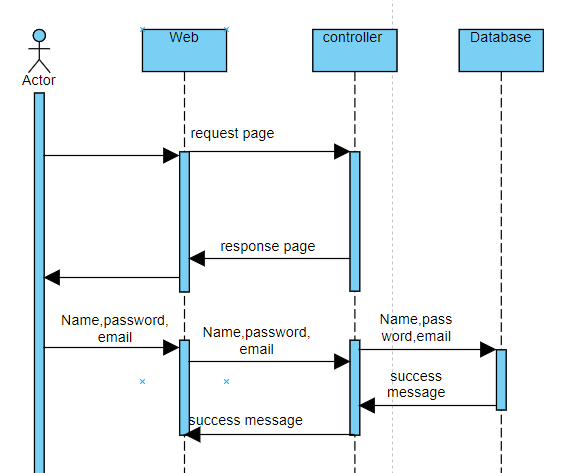 Web
controller
Database
Actor
request page
response page
Name,password,
email
Name,password,
email
Name,pass
word,email
success
message
success message